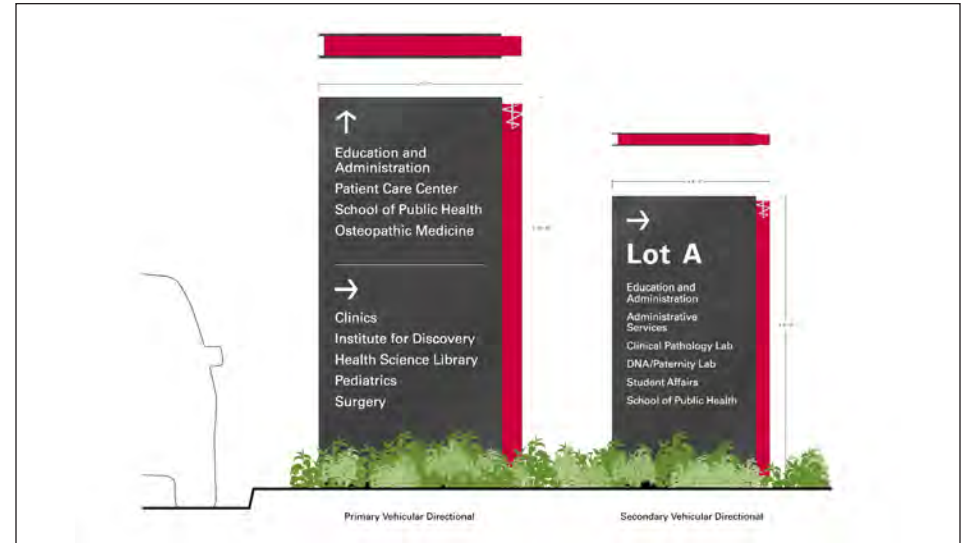 ↑
Education and
Administration
Patient Care Center
School of Public Health
Osteopathic Medicine
→
Clinics
Institute for Discovery
Health Science Library
Pediatrics
Surgery
→
Lot A
Education and
Administration
Administrative
Services
Clinical Pathology Lab
DNA/Paternity Lab
Student Affairs
School of Public Health
Primary Vehicular Directional
Secondary Vehicular Directional